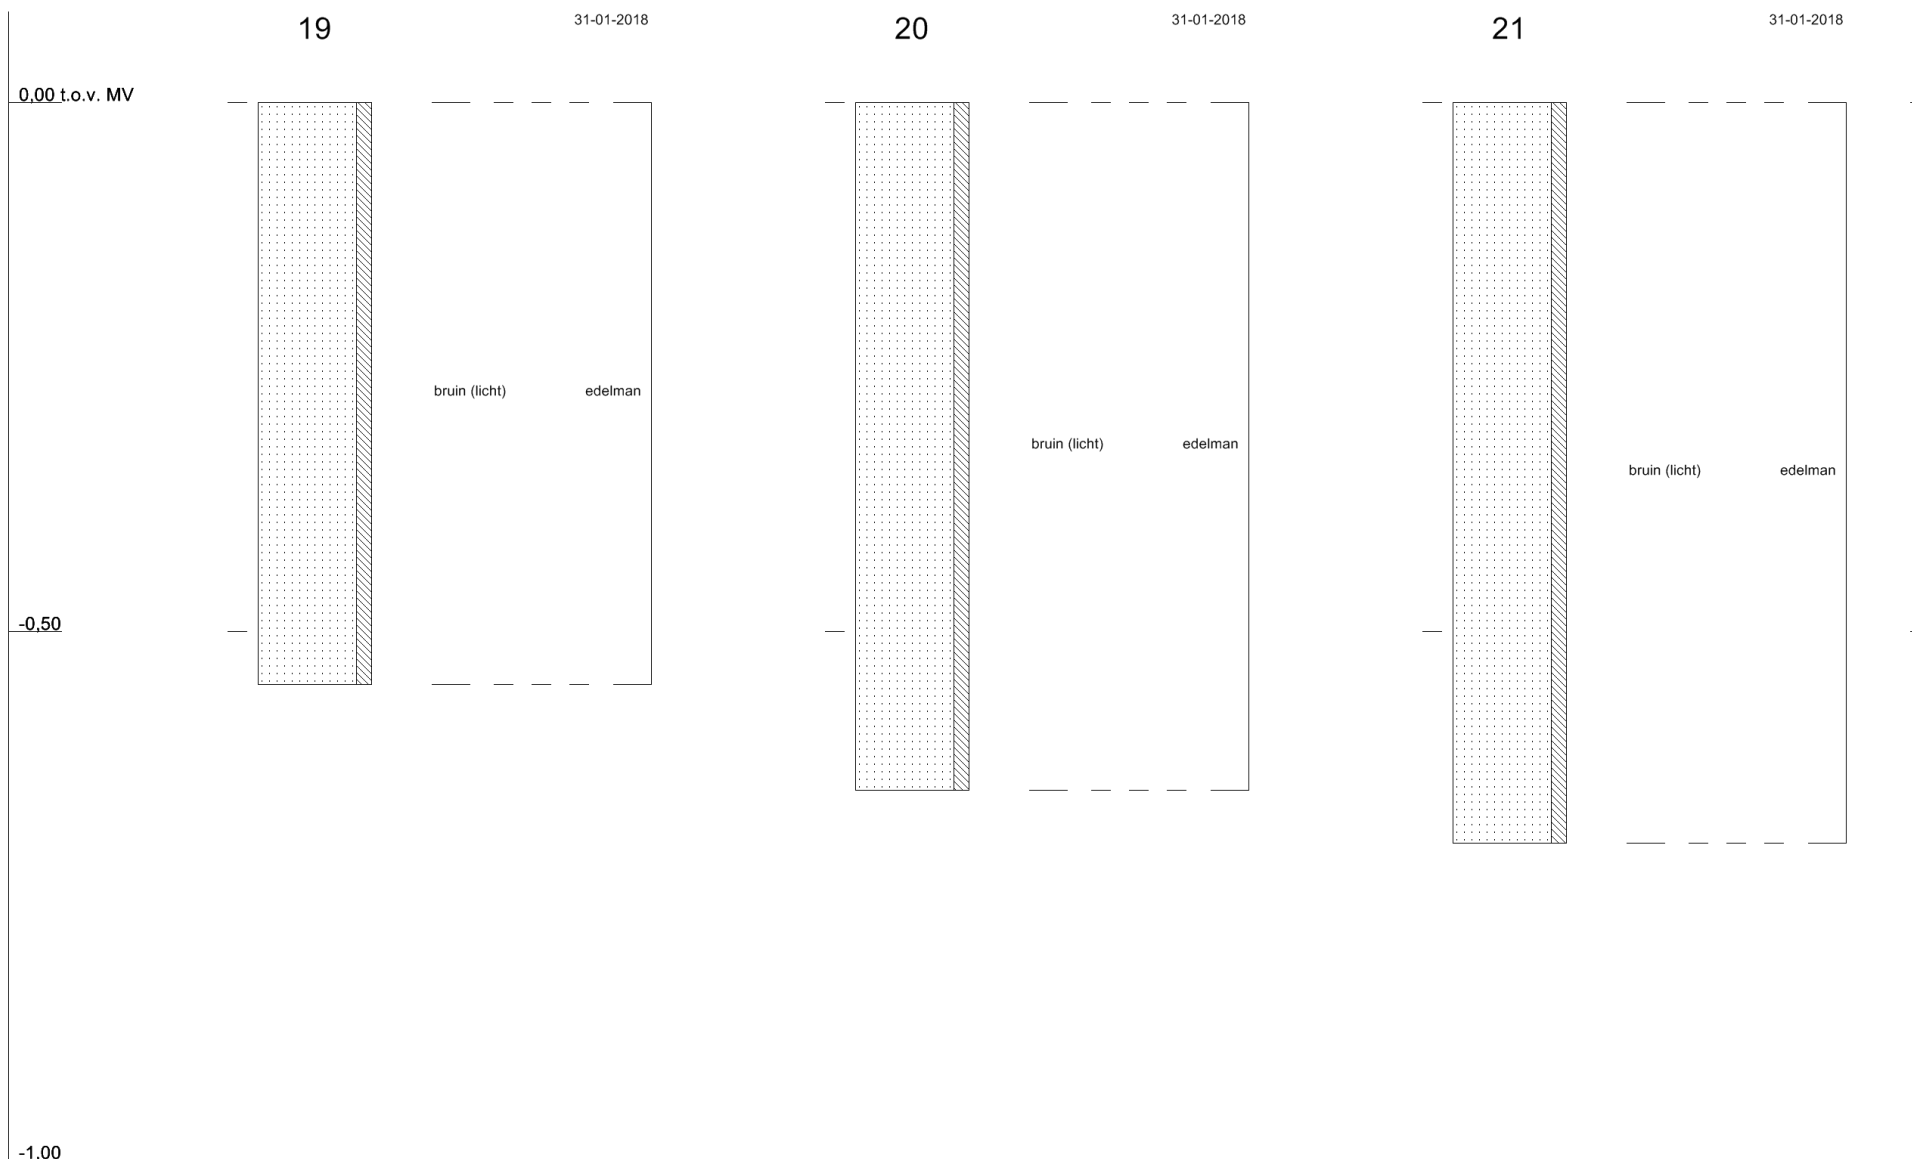 19 31-01-2018 20 31-01-2018 21 31-01-2018
0,00 t.o.v. MV
bruin (licht) edelman
bruin (licht) edelman
bruin (licht) edelman
-0,50
-1,00